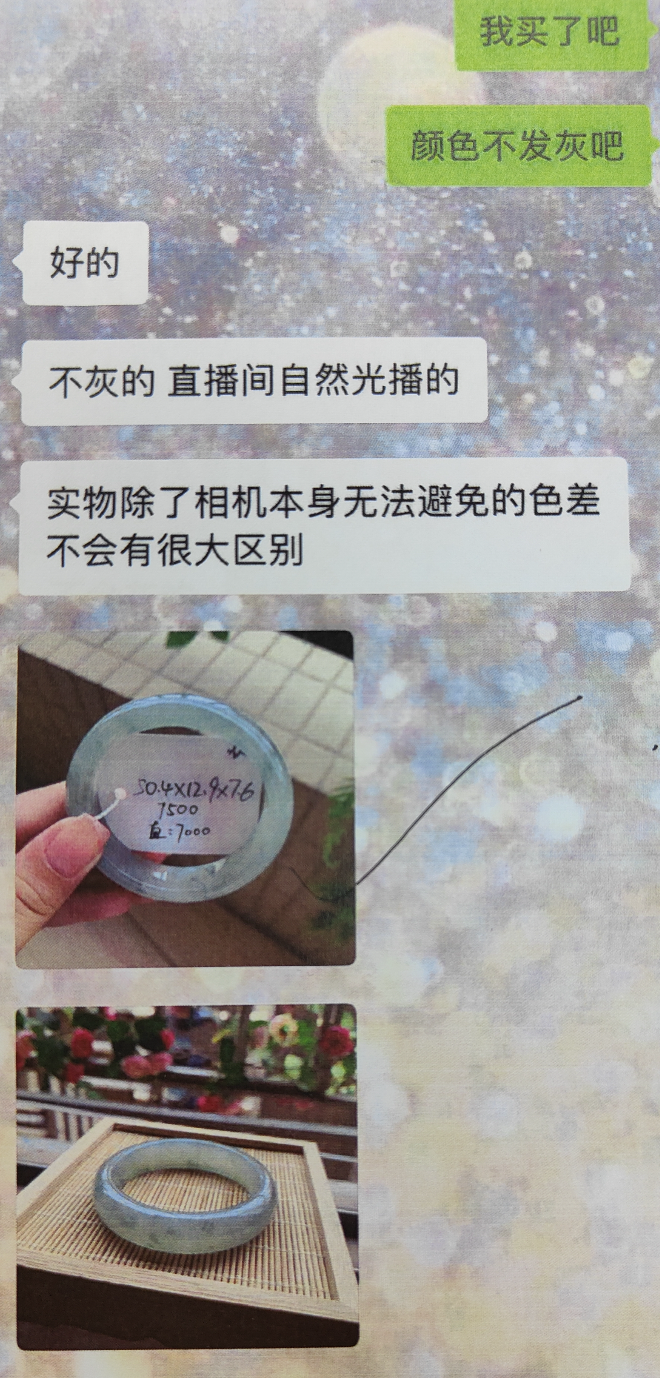 我买了吧
颜色不发灰吧
好的
不灰的 直播间自然光播的
实物除了相机本身无法避免的色差
不会有很大区别
50.4X12.9X7.6
7500
直:7000